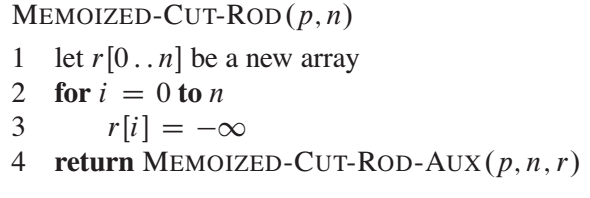 MEMOIZED-CUT-ROD(p, n)
1 let r[0..n] be a new array
2 for i = 0 to n
3 r[i] = −∞
4 return MEMOIZED-CUT-ROD-AUX(p, n, r)